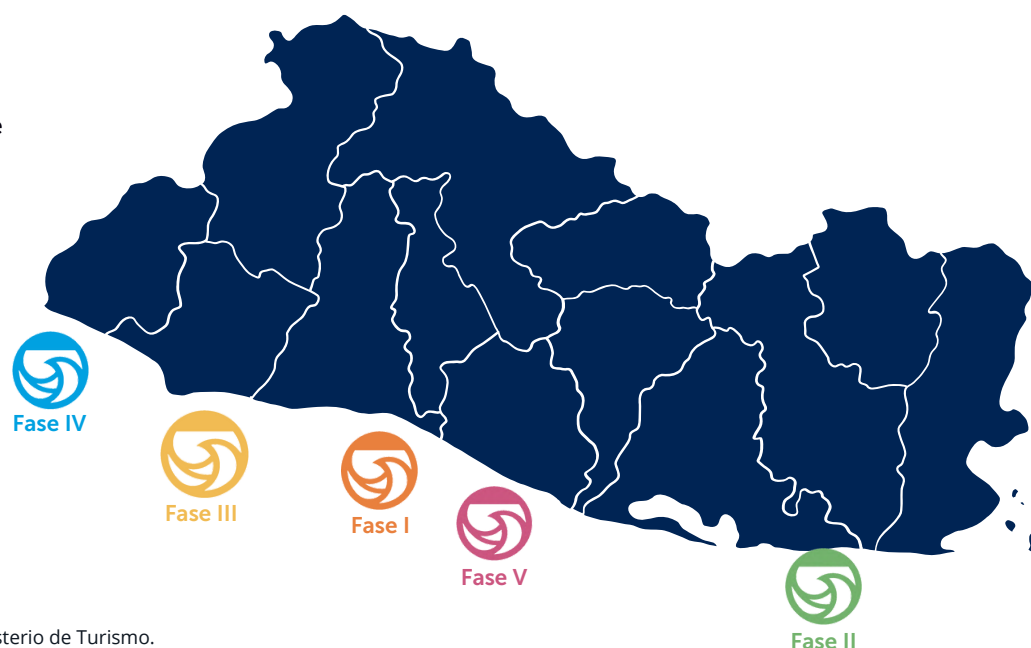 e
Fase IV
Fase III
Fase I
Fase V
Fase II
sterio de Turismo.